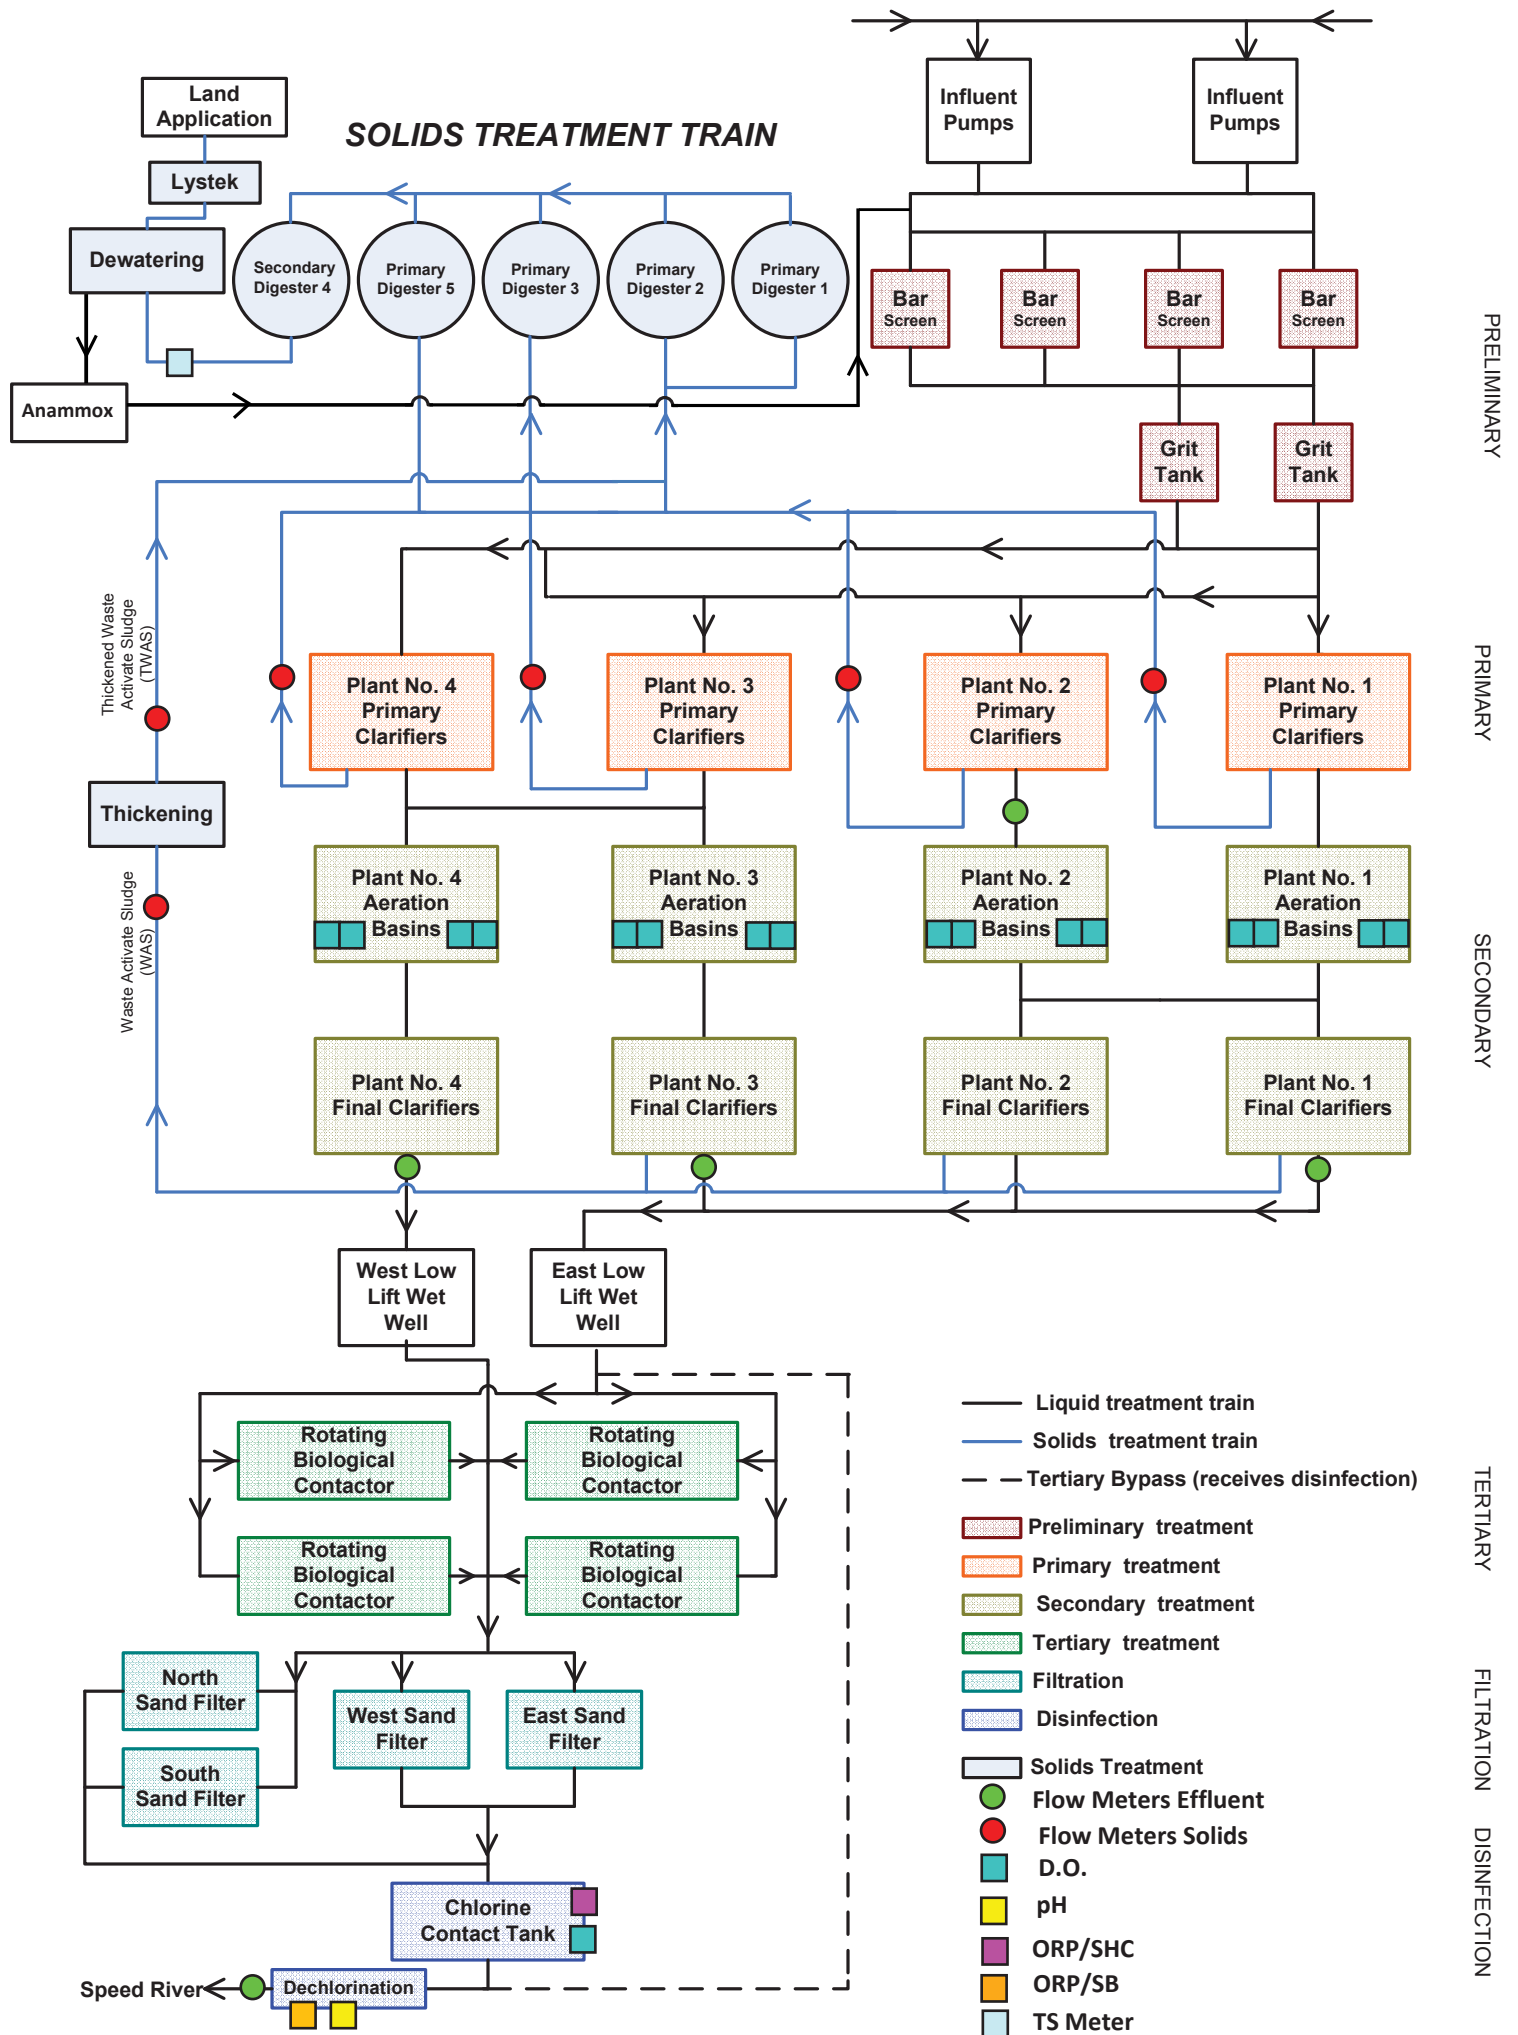 Land
Application
SOLIDS TREATMENT TRAIN
Influent
Pumps
Influent
Pumps
Lystek
Dewatering
Secondary
Digester 4
Primary
Digester 5
Primary
Digester 3
Primary
Digester 2
Primary
Digester 1
Bar
Screen
Bar
Screen
Bar
Screen
Bar
Screen
PRELIMINARY
Anammox
Grit
Tank
Grit
Tank
Thickened Waste
Activate Sludge
(TWAS)
Plant No. 4
Primary
Clarifiers
Plant No. 3
Primary
Clarifiers
Plant No. 2
Primary
Clarifiers
Plant No. 1
Primary
Clarifiers
PRIMARY
Thickening
Waste Activate Sludge
(WAS)
Plant No. 4
Aeration
Basins
Plant No. 3
Aeration
Basins
Plant No. 2
Aeration
Basins
Plant No. 1
Aeration
Basins
SECONDARY
Plant No. 4
Final Clarifiers
Plant No. 3
Final Clarifiers
Plant No. 2
Final Clarifiers
Plant No. 1
Final Clarifiers
West Low
Lift Wet
Well
East Low
Lift Wet
Well
Rotating
Biological
Contactor
Rotating
Biological
Contactor
Rotating
Biological
Contactor
Rotating
Biological
Contactor
TERTIARY
North
Sand Filter
South
Sand Filter
West Sand
Filter
East Sand
Filter
FILTRATION
Chlorine
Contact Tank
Dechlorination
Speed River
DISINFECTION
Liquid treatment train
Solids treatment train
Tertiary Bypass (receives disinfection)
Preliminary treatment
Primary treatment
Secondary treatment
Tertiary treatment
Filtration
Disinfection
Solids Treatment
Flow Meters Effluent
Flow Meters Solids
D.O.
pH
ORP/SHC
ORP/SB
TS Meter